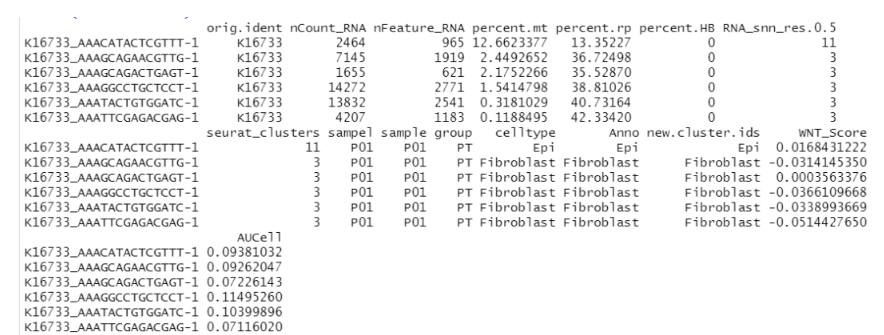 orig.ident nCount_RNA nFeature_RNA percent.mt percent.rp percent.HB RNA_snn_res.0.5
K16733_AAACATACTCGTTT-1 K16733 2464 965 12.6623377 13.35227 0 11
K16733_AAAGCAGAACGTTG-1 K16733 7145 1919 2.4492652 36.72498 0 3
K16733_AAAGCAGACTGAGT-1 K16733 1655 621 2.1752266 35.52870 0 3
K16733_AAAGGCCTGCTCCT-1 K16733 14272 2771 1.5414798 38.81026 0 3
K16733_AAATACTGTGGATC-1 K16733 13832 2541 0.3181029 40.73164 0 3
K16733_AAATTCGAGACGAG-1 K16733 4207 1183 0.1188495 42.33420 0 3
seurat_clusters sampel sample group celltype Anno new.cluster.ids WNT_Score
K16733_AAACATACTCGTTT-1 11 P01 P01 PT Epi Epi Epi 0.0168431222
K16733_AAAGCAGAACGTTG-1 3 P01 P01 PT Fibroblast Fibroblast Fibroblast -0.0314145350
K16733_AAAGCAGACTGAGT-1 3 P01 P01 PT Fibroblast Fibroblast Fibroblast 0.0003563376
K16733_AAAGGCCTGCTCCT-1 3 P01 P01 PT Fibroblast Fibroblast Fibroblast -0.0366109668
K16733_AAATACTGTGGATC-1 3 P01 P01 PT Fibroblast Fibroblast Fibroblast -0.0338993669
K16733_AAATTCGAGACGAG-1 3 P01 P01 PT Fibroblast Fibroblast Fibroblast -0.0514427650
AUCell
K16733_AAACATACTCGTTT-1 0.09381032
K16733_AAAGCAGAACGTTG-1 0.09262047
K16733_AAAGCAGACTGAGT-1 0.07226143
K16733_AAAGGCCTGCTCCT-1 0.11495260
K16733_AAATACTGTGGATC-1 0.10399896
K16733_AAATTCGAGACGAG-1 0.07116020